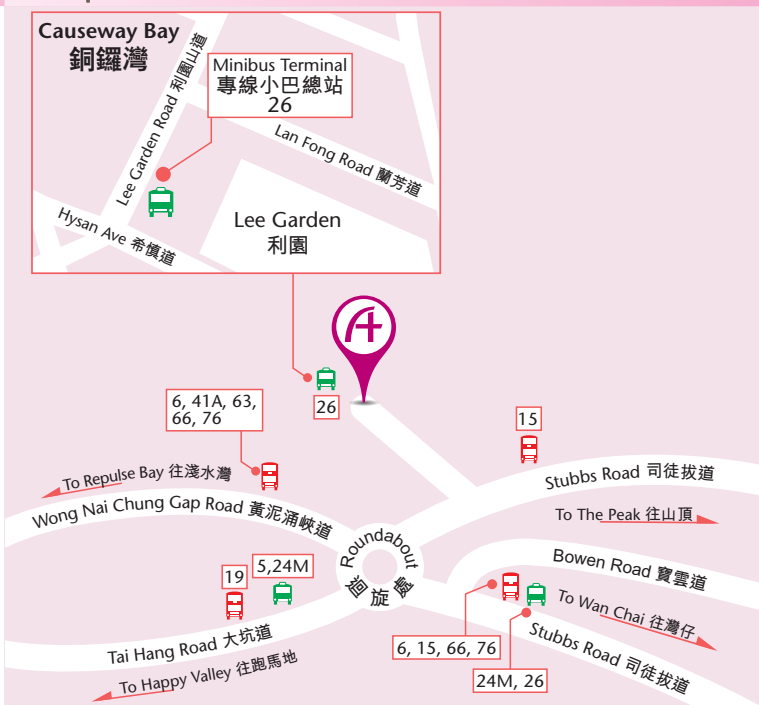 Causeway Bay
銅鑼灣
Minibus Terminal
專線小巴總站
26
Lee Garden Road 利園山道
Lan Fong Road 蘭芳道
Hysan Ave 希慎道
Lee Garden
利園
26
6, 41A, 63,
66, 76
15
To Repulse Bay 往淺水灣
Stubbs Road 司徒拔道
Wong Nai Chung Gap Road 黃泥涌峽道
To The Peak 往山頂
Roundabout
迴旋處
Bowen Road 寶雲道
19
5,24M
To Wan Chai 往灣仔
Tai Hang Road 大坑道
6, 15, 66, 76
Stubbs Road 司徒拔道
24M, 26
To Happy Valley 往跑馬地